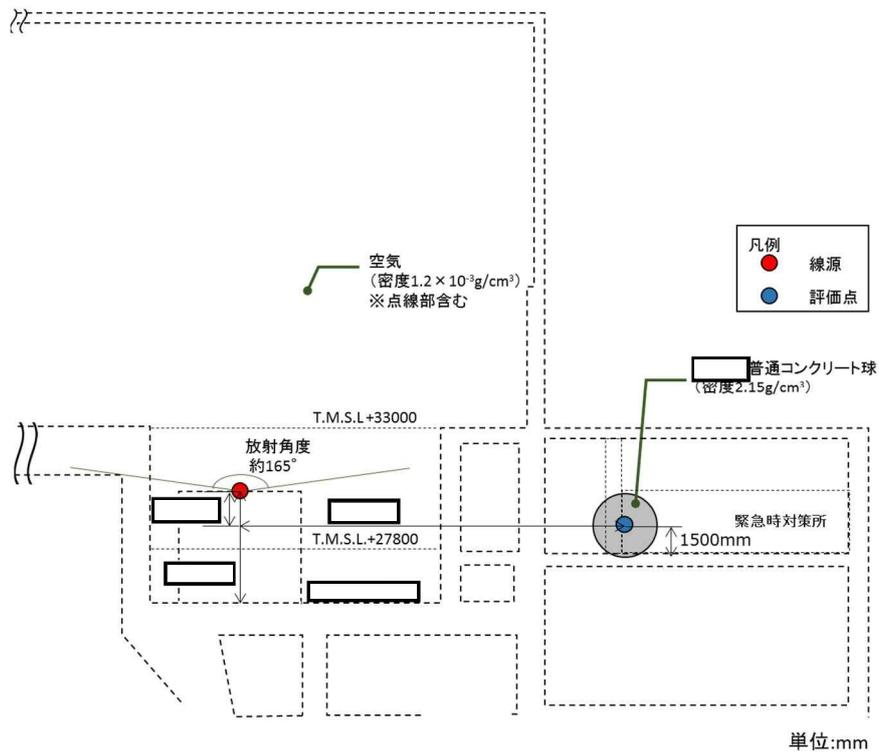 空気
（密度1.2×10⁻³g/cm³）
※点線部含む
凡例
線源
評価点
普通コンクリート球
（密度2.15g/cm³）
T.M.S.L+33000
放射角度
約165°
緊急時対策所
T.M.S.L.+27800
1500mm
単位:mm